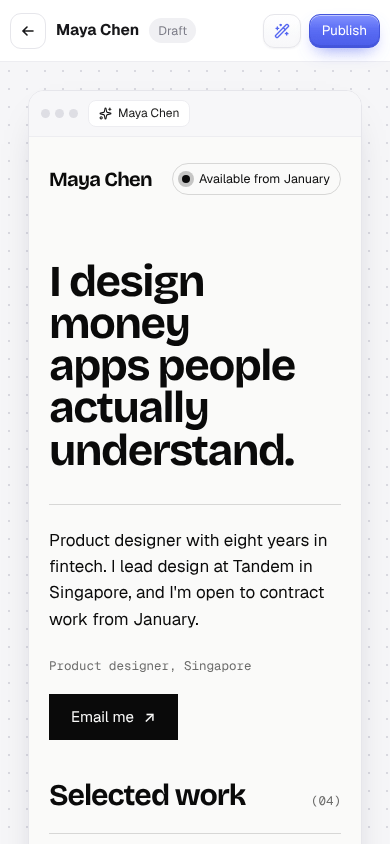 Maya Chen
Draft
Publish
Maya Chen
Maya Chen
Available from January
I design
money
apps people
actually
understand.
Product designer with eight years in
fintech. I lead design at Tandem in
Singapore, and I'm open to contract
work from January.
Product designer, Singapore
Email me
Selected work
(04)